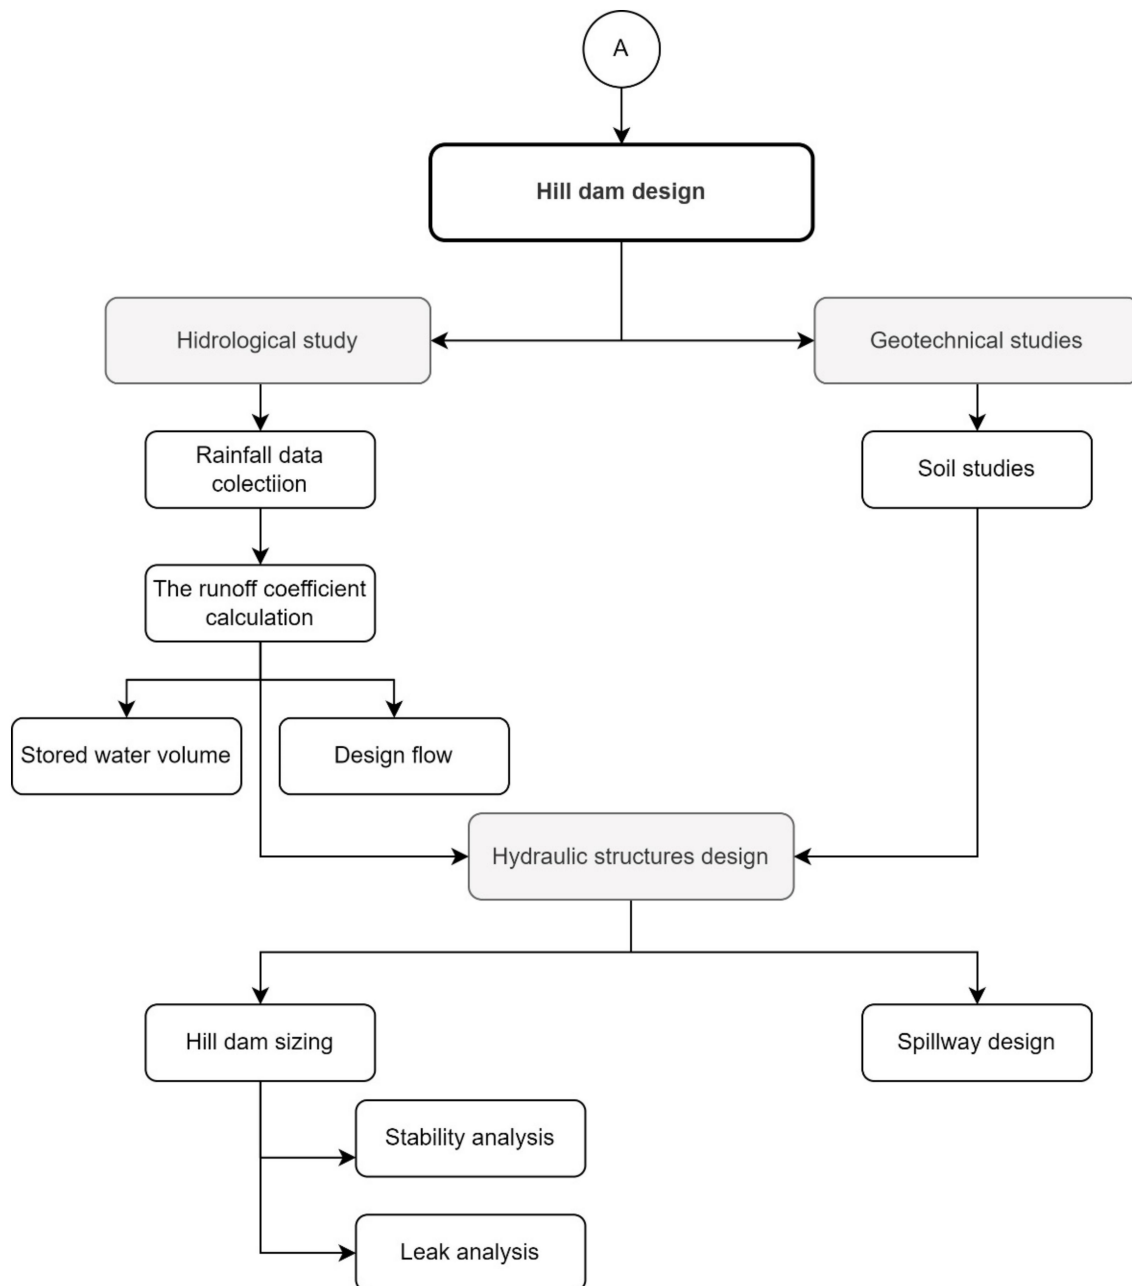 A
Hill dam design
Hidrológical study
Geotechnical studies
Rainfall data
colectiion
Soil studies
The runoff coefficient
calculation
Stored water volume
Design flow
Hydraulic structures design
Hill dam sizing
Spillway design
Stability analysis
Leak analysis